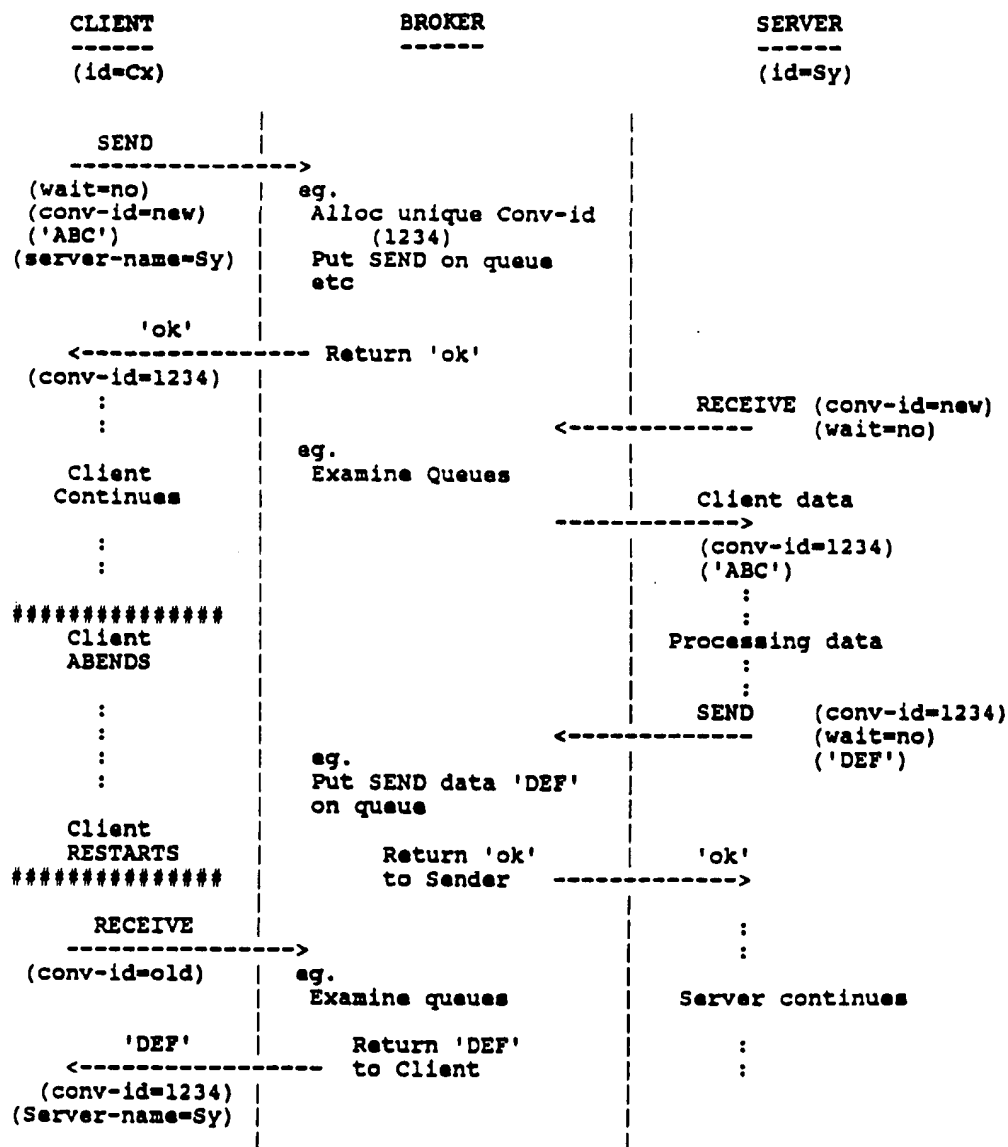 CLIENT BROKER SERVER
------ ------ ------
(id=Cx) (id=Sy)
SEND
---------------->
(wait=no) eg.
(conv-id=new) Alloc unique Conv-id
('ABC') (1234)
(server-name=Sy) Put SEND on queue
etc
'ok'
<---------------- Return 'ok'
(conv-id=1234)
: RECEIVE (conv-id=new)
: <------------- (wait=no)
eg.
Client Examine Queues
Continues Client data
------------->
: (conv-id=1234)
: ('ABC')
:
############### :
Client Processing data
ABENDS :
:
: SEND (conv-id=1234)
: <------------- (wait=no)
: eg. ('DEF')
: Put SEND data 'DEF'
on queue
Client
RESTARTS Return 'ok' 'ok'
############### to Sender ------------->
RECEIVE :
----------------> :
(conv-id=old) eg.
Examine queues Server continues
'DEF' Return 'DEF' :
<----------------- to Client :
(conv-id=1234)
(Server-name=Sy)